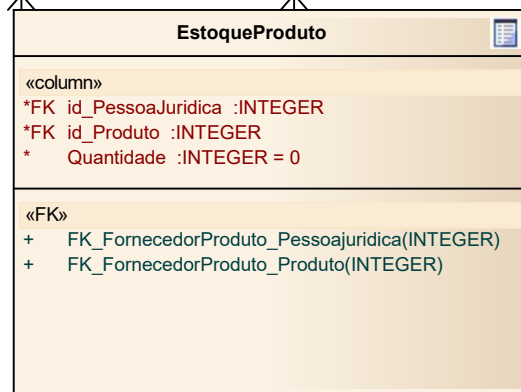 EstoqueProduto
«column»
*FK id_PessoaJuridica :INTEGER
*FK id_Produto :INTEGER
* Quantidade :INTEGER = 0
«FK»
+ FK_FornecedorProduto_Pessoajuridica(INTEGER)
+ FK_FornecedorProduto_Produto(INTEGER)